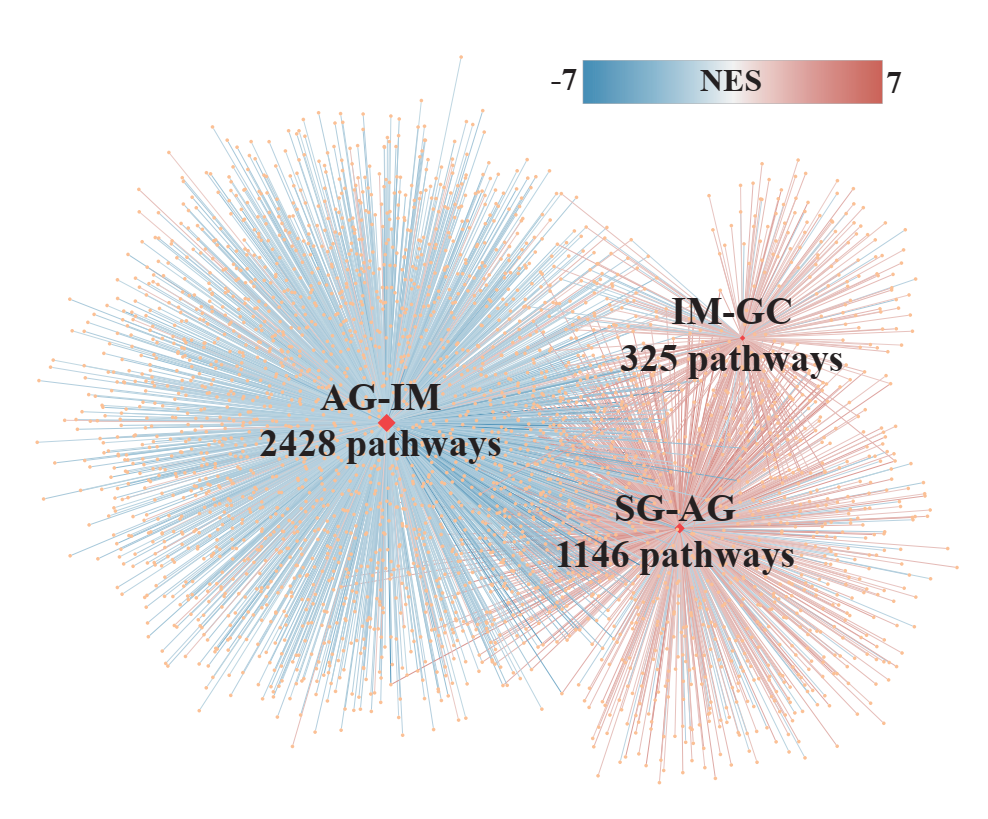 -7 NES 7
IM-GC
325 pathways
AG-IM
2428 pathways
SG-AG
1146 pathways